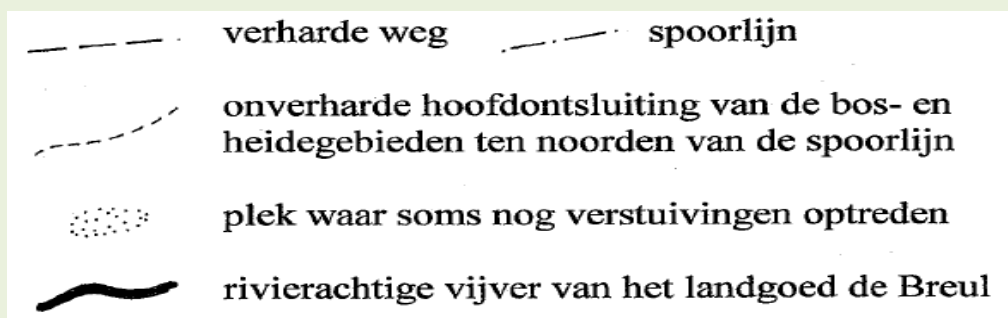 verharde weg spoorlijn
onverharde hoofdontsluiting van de bos- en
heidegebieden ten noorden van de spoorlijn
plek waar soms nog verstuivingen optreden
rivierachtige vijver van het landgoed de Breul